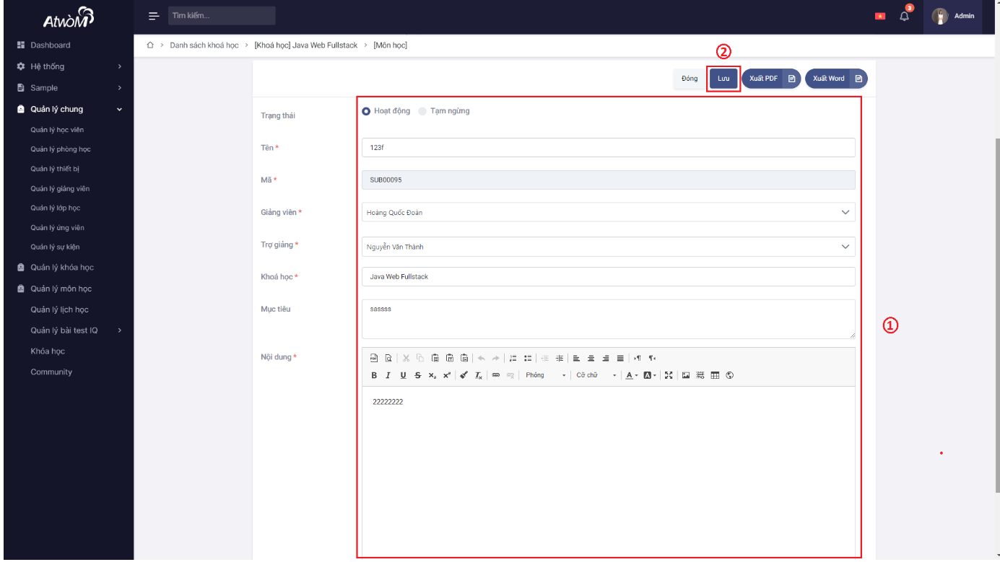 AtwòM
Tìm kiếm...
3
Admin
Dashboard
Hệ thống
Sample
Quản lý chung
Quản lý học viên
Quản lý phòng học
Quản lý thiết bị
Quản lý giảng viên
Quản lý lớp học
Quản lý ứng viên
Quản lý sự kiện
Quản lý khóa học
Quản lý môn học
Quản lý lịch học
Quản lý bài test IQ
Khóa học
Community
Danh sách khoá học > [Khoá học] Java Web Fullstack > [Môn học]
②
Đóng Lưu Xuất PDF Xuất Word
Trạng thái Hoạt động Tạm ngừng
Tên * 123f
Mã * SUB00095
Giảng viên * Hoàng Quốc Đoàn
Trợ giảng * Nguyễn Văn Thành
Khoá học * Java Web Fullstack
Mục tiêu sassss
①
Nội dung *
B I U S x₂ x² Tx Phông Cỡ chữ A A
22222222